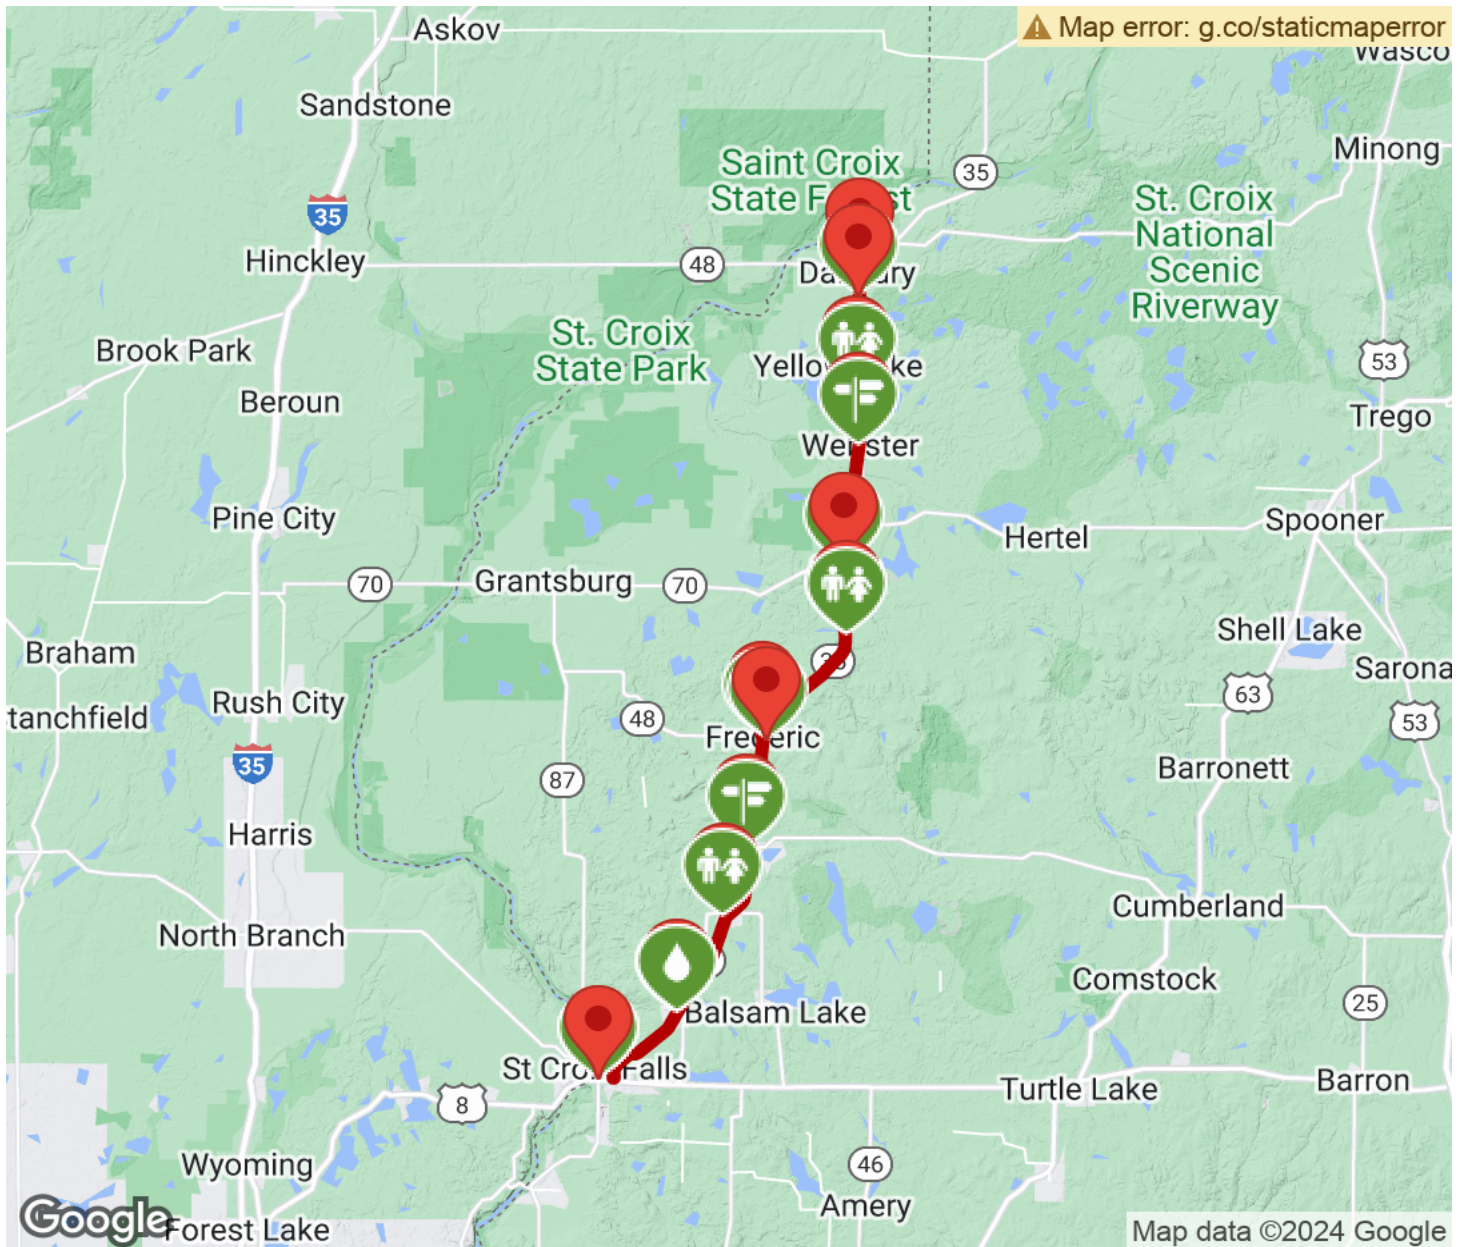 Askov
Map error: g.co/staticmaperror
Wasco
Sandstone
Minong
Saint Croix
State F st
35
St. Croix
National
Scenic
Riverway
35
Hinckley
48
Da ry
St. Croix
State Park
Brook Park
Yello ke
53
Beroun
Trego
We ster
Pine City
Spooner
Hertel
70
Grantsburg
70
Braham
Shell Lake
Sarona
35
Rush City
63
tanchfield
48
53
Fre eric
35
87
Barronett
Harris
Cumberland
North Branch
Comstock
25
Balsam Lake
St Cro Falls
Turtle Lake
Barron
8
Wyoming
46
Amery
Google
Forest Lake
Map data ©2024 Google